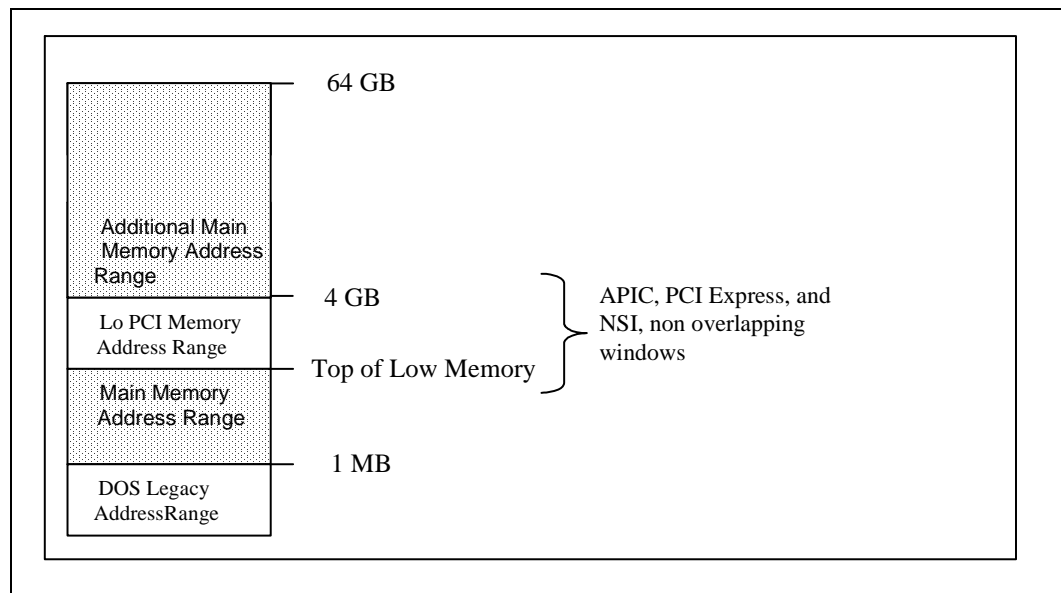 64 GB
Additional Main
Memory Address
Range
4 GB
APIC, PCI Express, and
NSI, non overlapping
windows
Lo PCI Memory
Address Range
Top of Low Memory
Main Memory
Address Range
1 MB
DOS Legacy
AddressRange